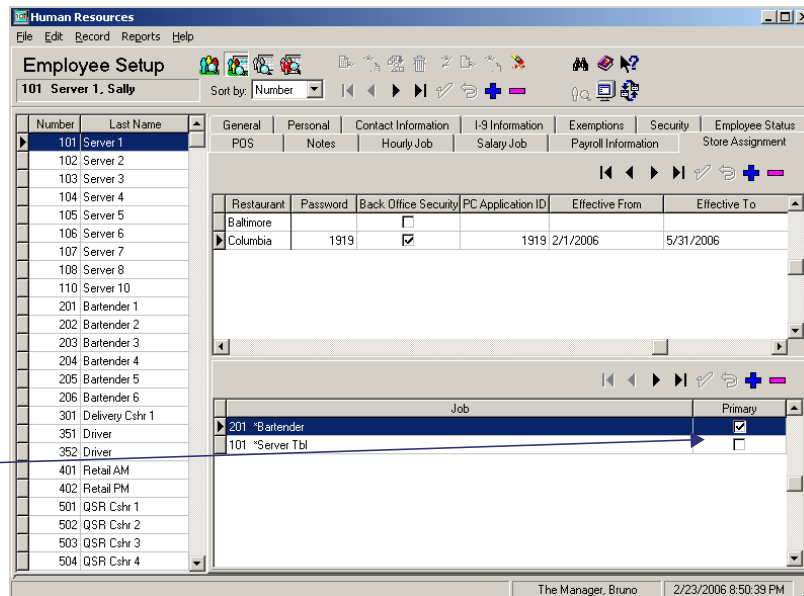 Human Resources
File Edit Record Reports Help
Employee Setup
101 Server 1, Sally
Sort by: Number
Number Last Name
101 Server 1
102 Server 2
103 Server 3
104 Server 4
105 Server 5
106 Server 6
107 Server 7
108 Server 8
110 Server 10
201 Bartender 1
202 Bartender 2
203 Bartender 3
204 Bartender 4
205 Bartender 5
206 Bartender 6
301 Delivery Cshr 1
351 Driver
352 Driver
401 Retail AM
402 Retail PM
501 QSR Cshr 1
502 QSR Cshr 2
503 QSR Cshr 3
504 QSR Cshr 4
General Personal Contact Information I-9 Information Exemptions Security Employee Status
POS Notes Hourly Job Salary Job Payroll Information Store Assignment
Restaurant Password Back Office Security PC Application ID Effective From Effective To
Baltimore
Columbia 1919 1919 2/1/2006 5/31/2006
Job Primary
201 *Bartender
101 *Server Tbl
The Manager, Bruno 2/23/2006 8:50:39 PM